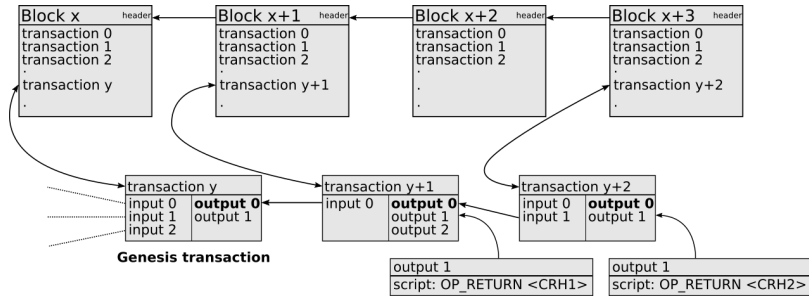 Block x header
transaction 0
transaction 1
transaction 2
.
transaction y
.
Block x+1 header
transaction 0
transaction 1
transaction 2
.
transaction y+1
.
Block x+2 header
transaction 0
transaction 1
transaction 2
.
.
.
Block x+3 header
transaction 0
transaction 1
transaction 2
.
transaction y+2
.
transaction y
input 0 output 0
input 1 output 1
input 2
Genesis transaction
transaction y+1
input 0 output 0
output 1
output 2
transaction y+2
input 0 output 0
input 1 output 1
output 1
script: OP_RETURN <CRH1>
output 1
script: OP_RETURN <CRH2>